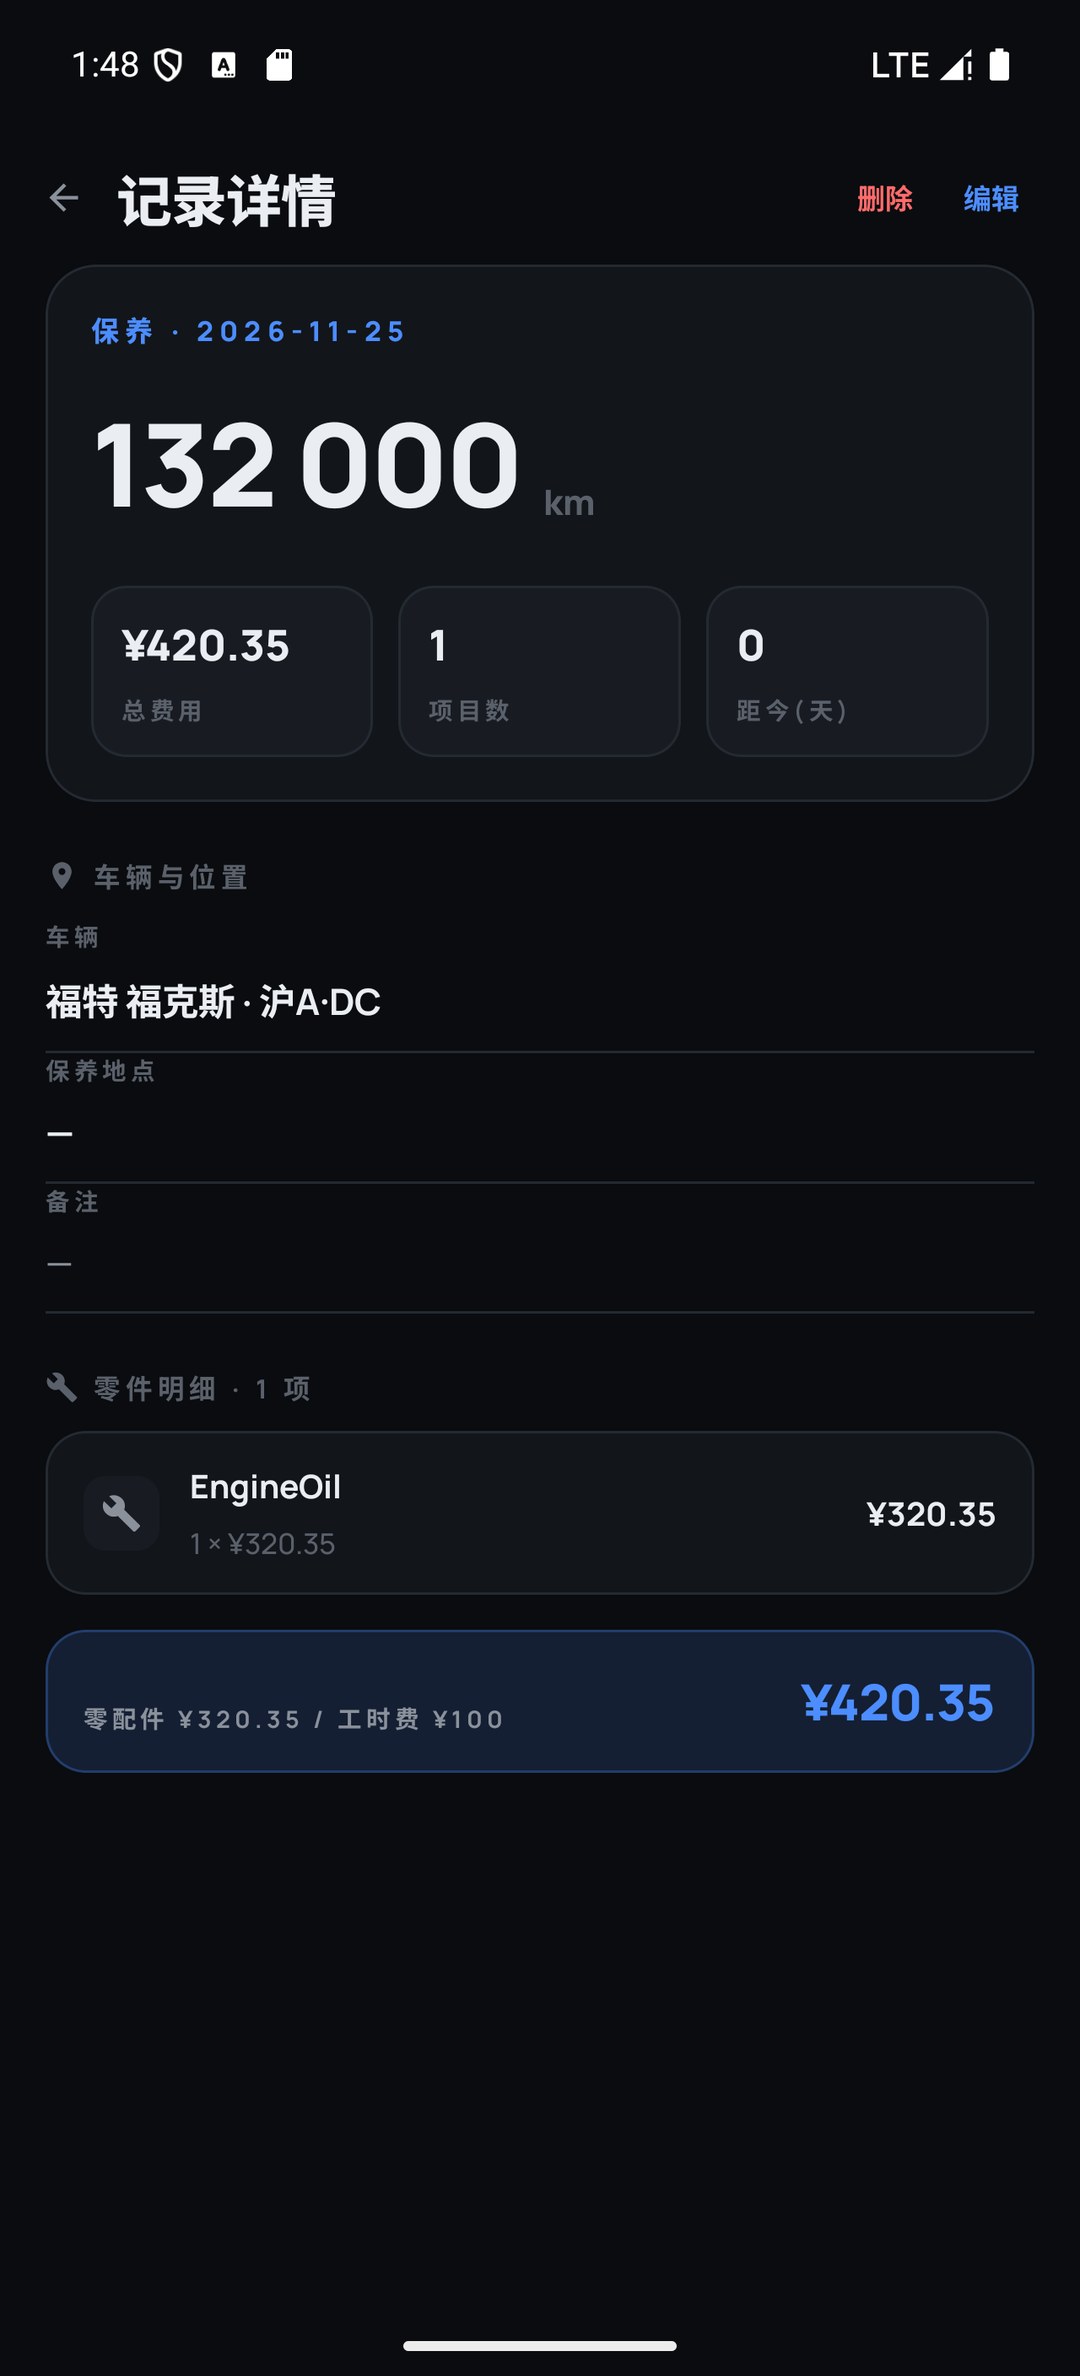 1:48
LTE
记录详情
删除
编辑
保养 · 2026-11-25
132 000 km
¥420.35
总费用
1
项目数
0
距今(天)
车辆与位置
车辆
福特 福克斯 · 沪A·DC
保养地点
—
备注
—
零件明细 · 1 项
EngineOil
1 × ¥320.35
¥320.35
零配件 ¥320.35 / 工时费 ¥100
¥420.35